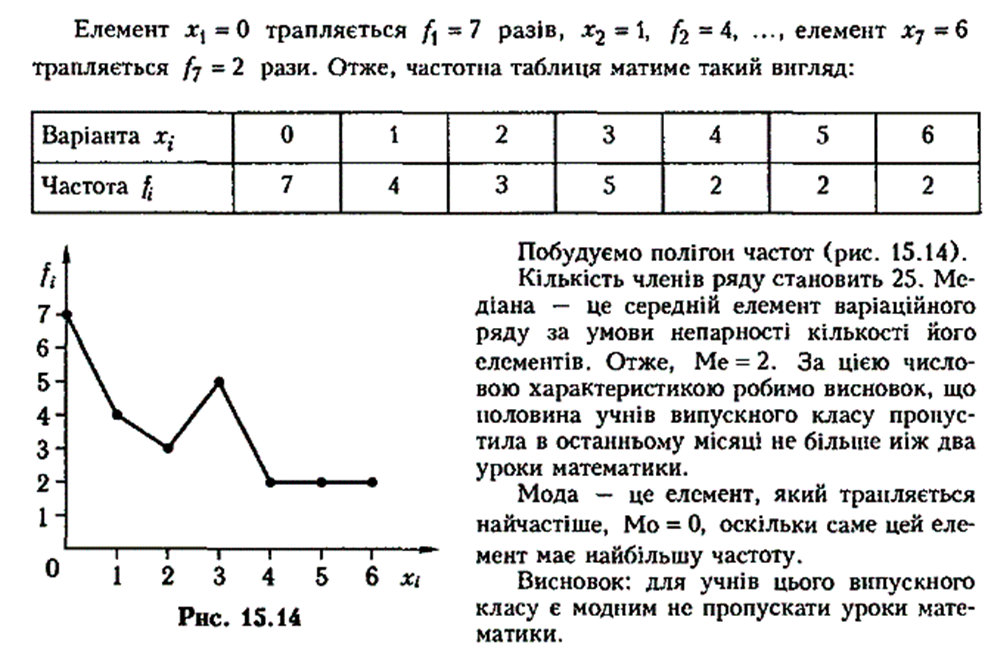 Елемент x₁ = 0 трапляється f₁ = 7 разів, x₂ = 1, f₂ = 4, ..., елемент x₇ = 6
трапляється f₇ = 2 рази. Отже, частотна таблиця матиме такий вигляд:
Варіанта xᵢ 0 1 2 3 4 5 6
Частота fᵢ 7 4 3 5 2 2 2
fᵢ
7
6
5
4
3
2
1
0 1 2 3 4 5 6 xᵢ
Рис. 15.14
Побудуємо полігон частот (рис. 15.14).
Кількість членів ряду становить 25. Ме-
діана — це середній елемент варіаційного
ряду за умови непарності кількості його
елементів. Отже, Me = 2. За цією число-
вою характеристикою робимо висновок, що
половина учнів випускного класу пропус-
тила в останньому місяці не більше ніж два
уроки математики.
Мода — це елемент, який трапляється
найчастіше, Mo = 0, оскільки саме цей еле-
мент має найбільшу частоту.
Висновок: для учнів цього випускного
класу є модним не пропускати уроки мате-
матики.